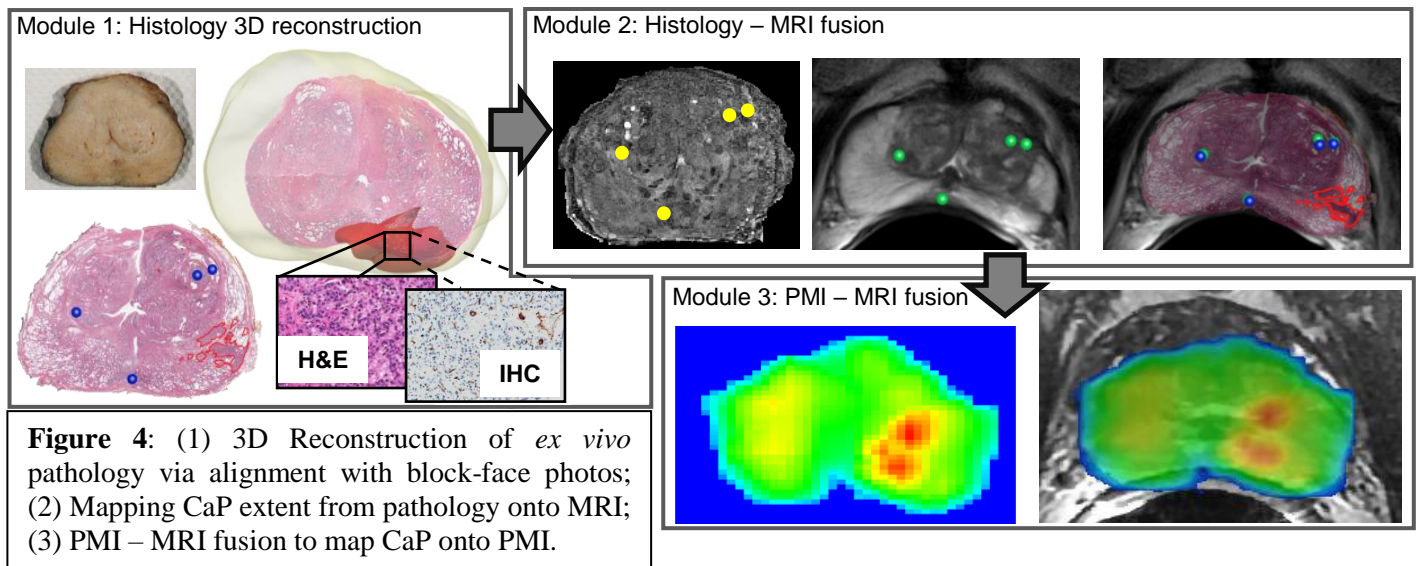 Module 1: Histology 3D reconstruction
H&E
IHC
Module 2: Histology – MRI fusion
Module 3: PMI – MRI fusion
Figure 4: (1) 3D Reconstruction of ex vivo
pathology via alignment with block-face photos;
(2) Mapping CaP extent from pathology onto MRI;
(3) PMI – MRI fusion to map CaP onto PMI.